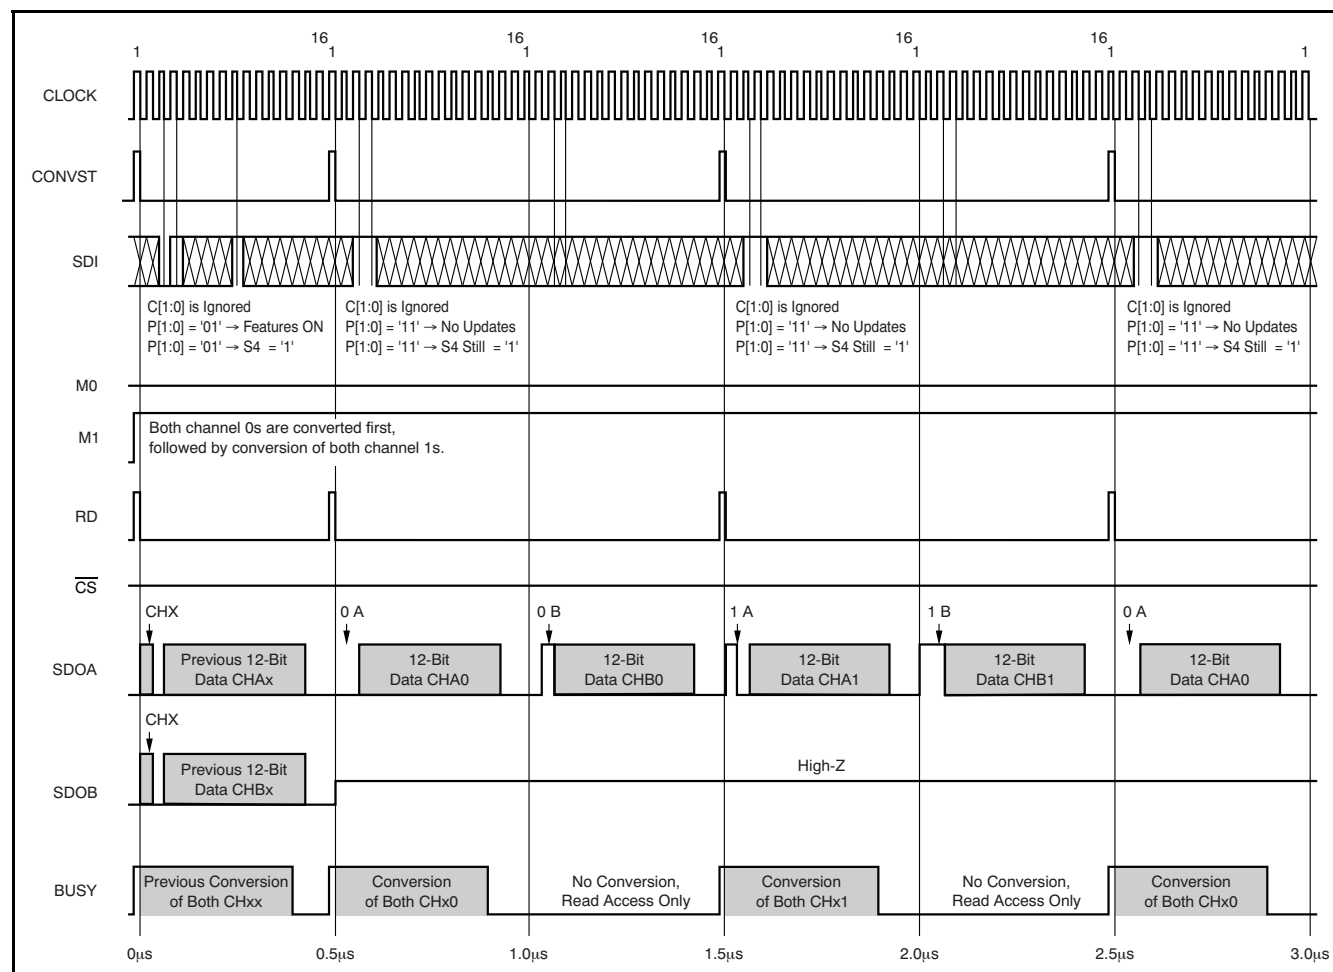 16 16 16 16 16
1 1 1 1 1 1 1
CLOCK
CONVST
SDI
C[1:0] is Ignored
P[1:0] = '01' → Features ON
P[1:0] = '01' → S4 = '1'
C[1:0] is Ignored
P[1:0] = '11' → No Updates
P[1:0] = '11' → S4 Still = '1'
C[1:0] is Ignored
P[1:0] = '11' → No Updates
P[1:0] = '11' → S4 Still = '1'
C[1:0] is Ignored
P[1:0] = '11' → No Updates
P[1:0] = '11' → S4 Still = '1'
M0
M1
Both channel 0s are converted first,
followed by conversion of both channel 1s.
RD
CS
CHX 0 A 0 B 1 A 1 B 0 A
SDOA
Previous 12-Bit
Data CHAx
12-Bit
Data CHA0
12-Bit
Data CHB0
12-Bit
Data CHA1
12-Bit
Data CHB1
12-Bit
Data CHA0
CHX
SDOB
Previous 12-Bit
Data CHBx
High-Z
BUSY
Previous Conversion
of Both CHxx
Conversion
of Both CHx0
No Conversion,
Read Access Only
Conversion
of Both CHx1
No Conversion,
Read Access Only
Conversion
of Both CHx0
0μs 0.5μs 1.0μs 1.5μs 2.0μs 2.5μs 3.0μs